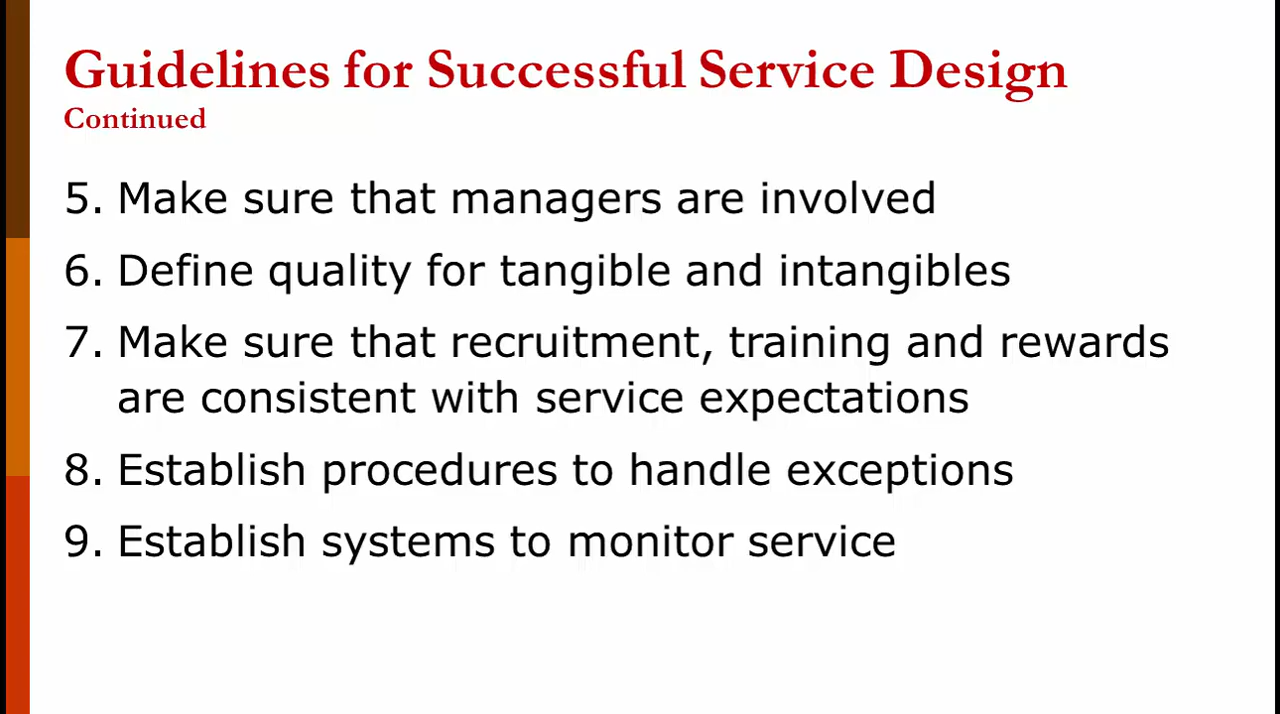 Guidelines for Successful Service Design
Continued
5. Make sure that managers are involved
6. Define quality for tangible and intangibles
7. Make sure that recruitment, training and rewards
are consistent with service expectations
8. Establish procedures to handle exceptions
9. Establish systems to monitor service